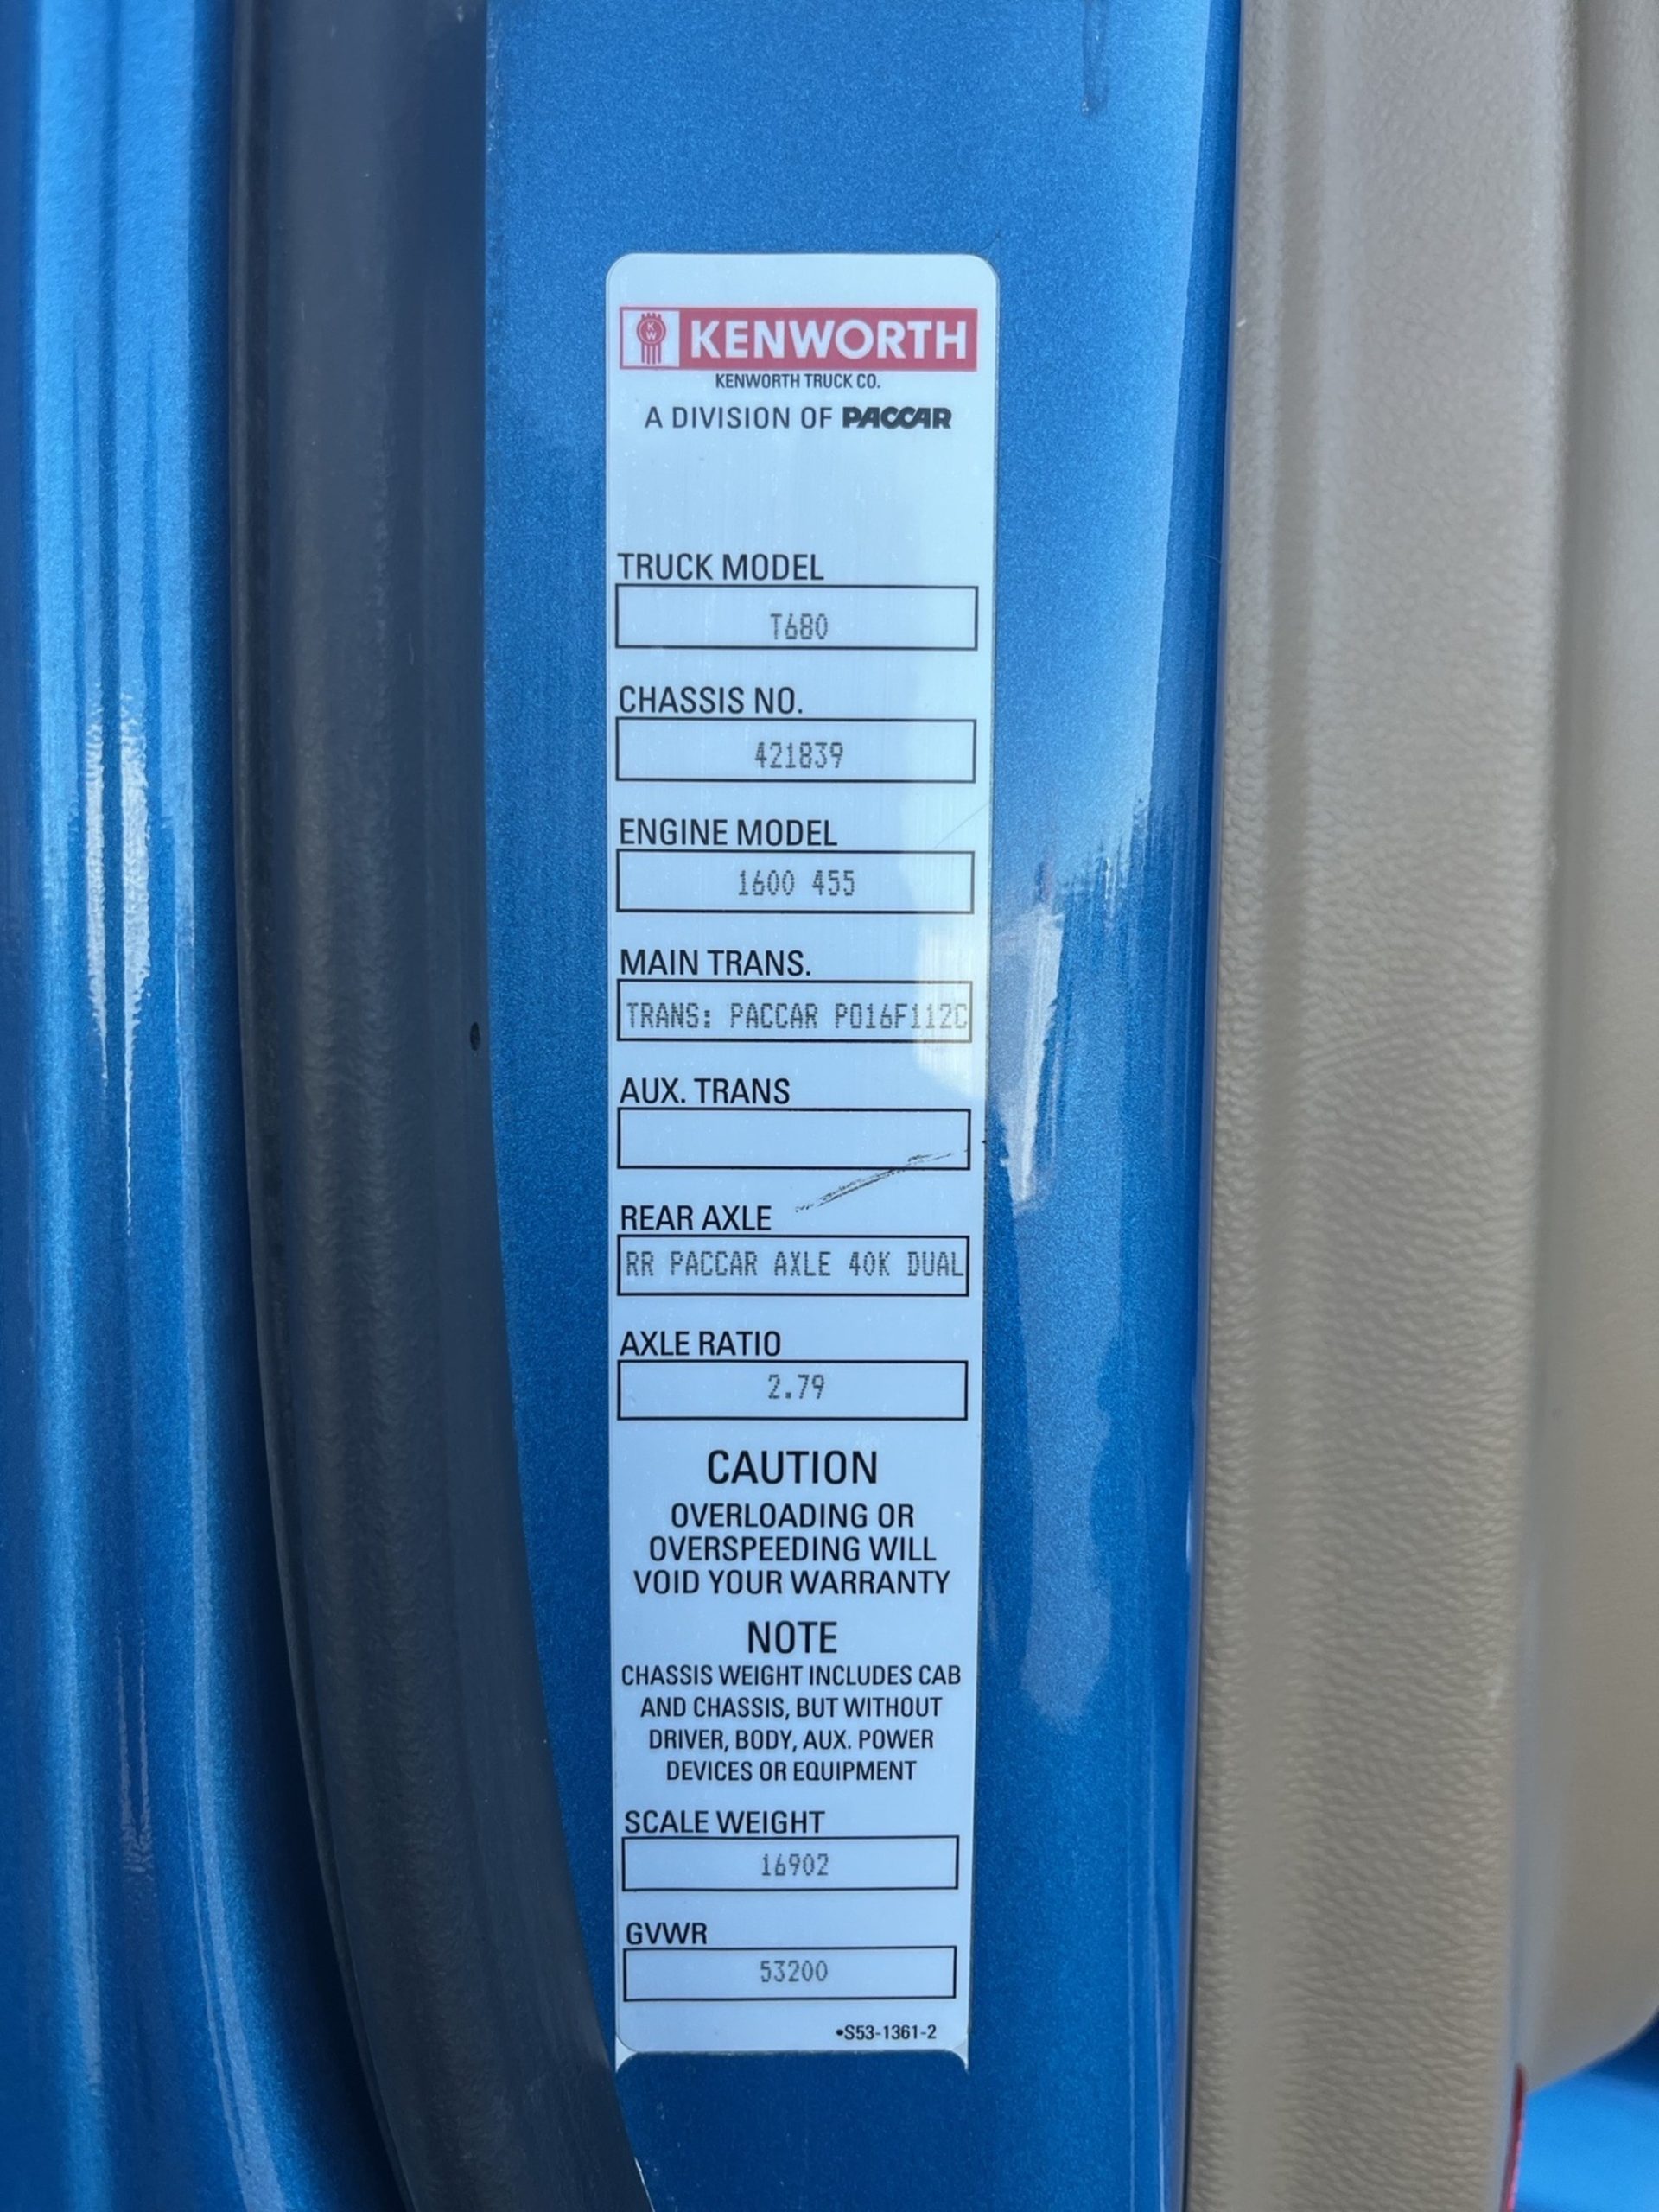 KW KENWORTH
KENWORTH TRUCK CO.
A DIVISION OF PACCAR
TRUCK MODEL
T680
CHASSIS NO.
421839
ENGINE MODEL
1600 455
MAIN TRANS.
TRANS: PACCAR PO16F112C
AUX. TRANS
REAR AXLE
RR PACCAR AXLE 40K DUAL
AXLE RATIO
2.79
CAUTION
OVERLOADING OR
OVERSPEEDING WILL
VOID YOUR WARRANTY
NOTE
CHASSIS WEIGHT INCLUDES CAB
AND CHASSIS, BUT WITHOUT
DRIVER, BODY, AUX. POWER
DEVICES OR EQUIPMENT
SCALE WEIGHT
16902
GVWR
53200
•S53-1361-2